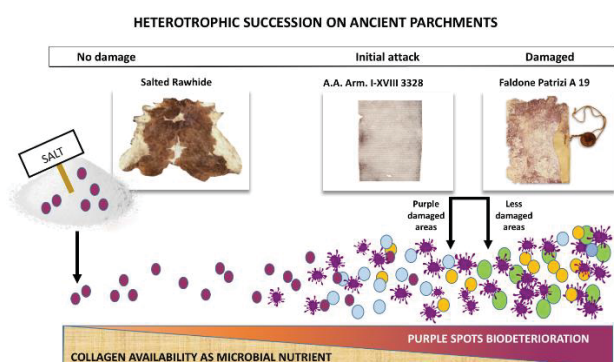 HETEROTROPHIC SUCCESSION ON ANCIENT PARCHMENTS
No damage
Initial attack
Damaged
Salted Rawhide
A.A. Arm. I-XVIII 3328
Faldone Patrizi A 19
SALT
Purple
damaged
areas
Less
damaged
areas
PURPLE SPOTS BIODETERIORATION
COLLAGEN AVAILABILITY AS MICROBIAL NUTRIENT